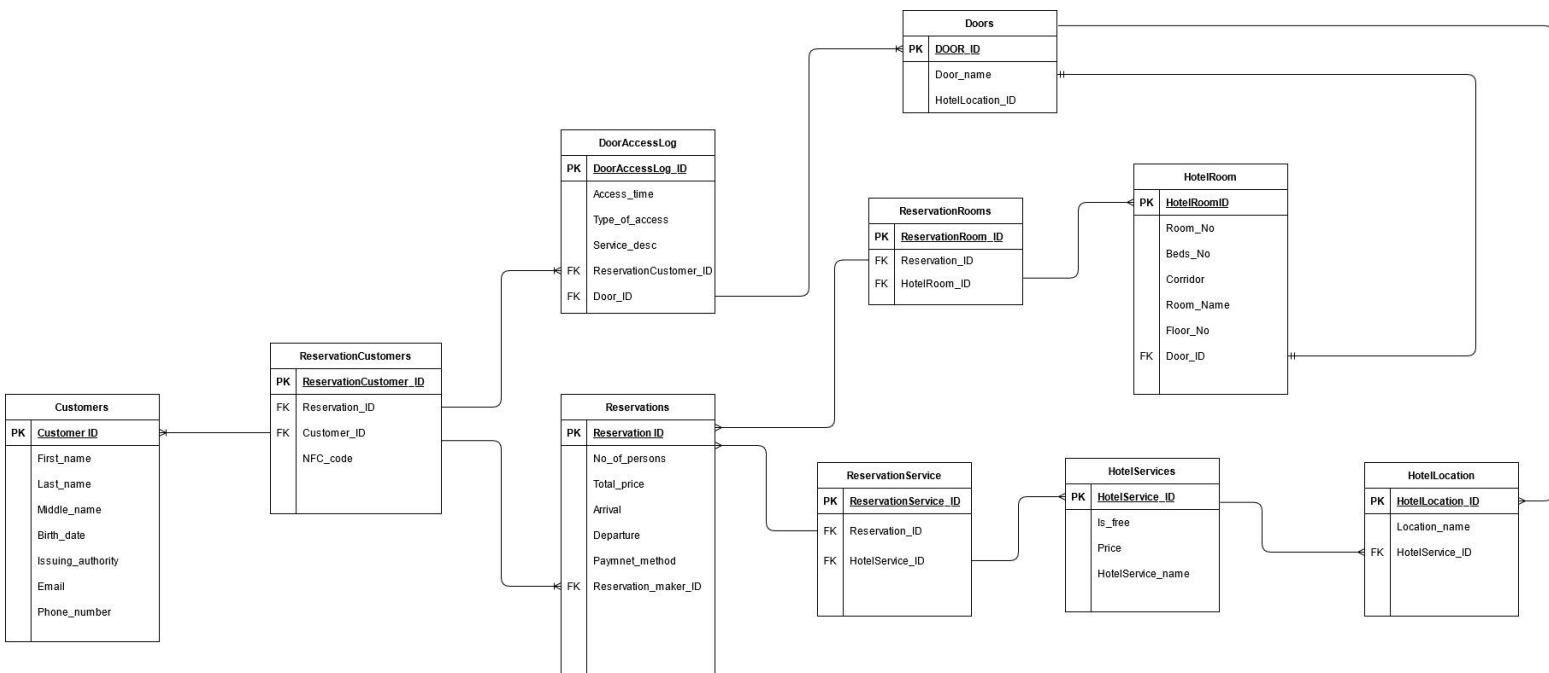 Doors
PK DOOR_ID
Door_name
HotelLocation_ID
DoorAccessLog
PK DoorAccessLog_ID
Access_time
Type_of_access
Service_desc
FK ReservationCustomer_ID
FK Door_ID
ReservationRooms
PK ReservationRoom_ID
FK Reservation_ID
FK HotelRoom_ID
HotelRoom
PK HotelRoomID
Room_No
Beds_No
Corridor
Room_Name
Floor_No
FK Door_ID
Customers
PK Customer ID
First_name
Last_name
Middle_name
Birth_date
Issuing_authority
Email
Phone_number
ReservationCustomers
PK ReservationCustomer_ID
FK Reservation_ID
FK Customer_ID
NFC_code
Reservations
PK Reservation ID
No_of_persons
Total_price
Arrival
Departure
Paymnet_method
FK Reservation_maker_ID
ReservationService
PK ReservationService_ID
FK Reservation_ID
FK HotelService_ID
HotelServices
PK HotelService_ID
Is_free
Price
HotelService_name
HotelLocation
PK HotelLocation_ID
Location_name
FK HotelService_ID